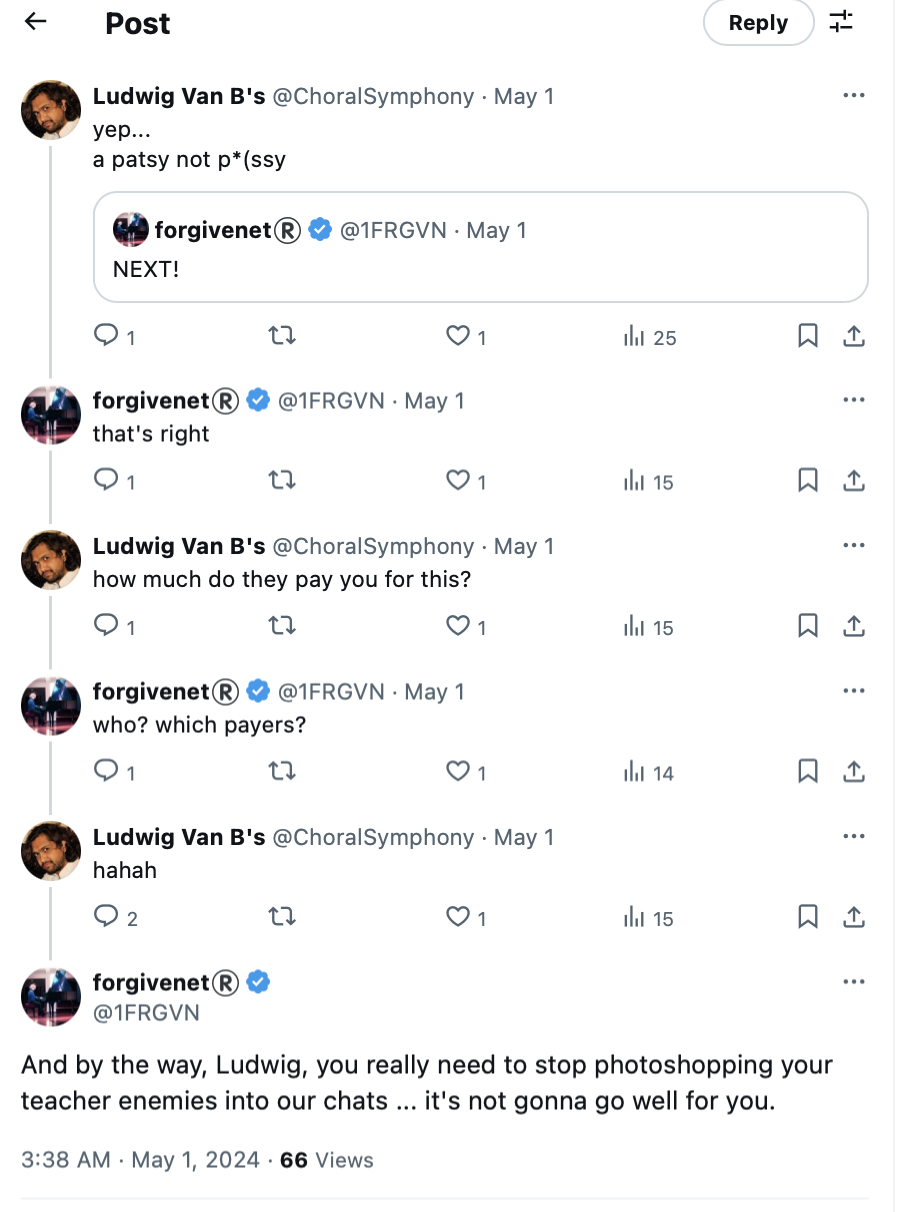 Post
Reply
Ludwig Van B's @ChoralSymphony · May 1
yep...
a patsy not p*(ssy
forgivenet® @1FRGVN · May 1
NEXT!
1 1 25
forgivenet® @1FRGVN · May 1
that's right
1 1 15
Ludwig Van B's @ChoralSymphony · May 1
how much do they pay you for this?
1 1 15
forgivenet® @1FRGVN · May 1
who? which payers?
1 1 14
Ludwig Van B's @ChoralSymphony · May 1
hahah
2 1 15
forgivenet®
@1FRGVN
And by the way, Ludwig, you really need to stop photoshopping your
teacher enemies into our chats ... it's not gonna go well for you.
3:38 AM · May 1, 2024 · 66 Views